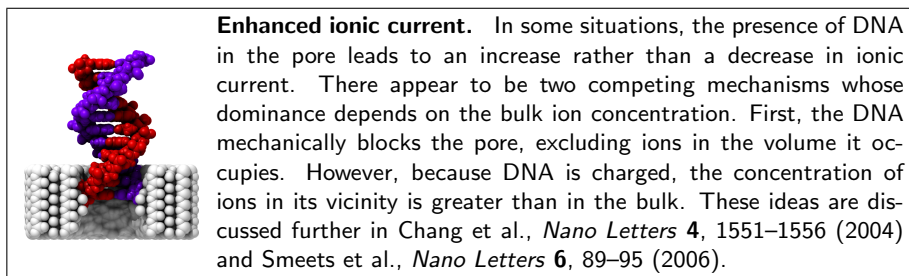 Enhanced ionic current. In some situations, the presence of DNA
in the pore leads to an increase rather than a decrease in ionic
current. There appear to be two competing mechanisms whose
dominance depends on the bulk ion concentration. First, the DNA
mechanically blocks the pore, excluding ions in the volume it oc-
cupies. However, because DNA is charged, the concentration of
ions in its vicinity is greater than in the bulk. These ideas are dis-
cussed further in Chang et al., Nano Letters 4, 1551–1556 (2004)
and Smeets et al., Nano Letters 6, 89–95 (2006).